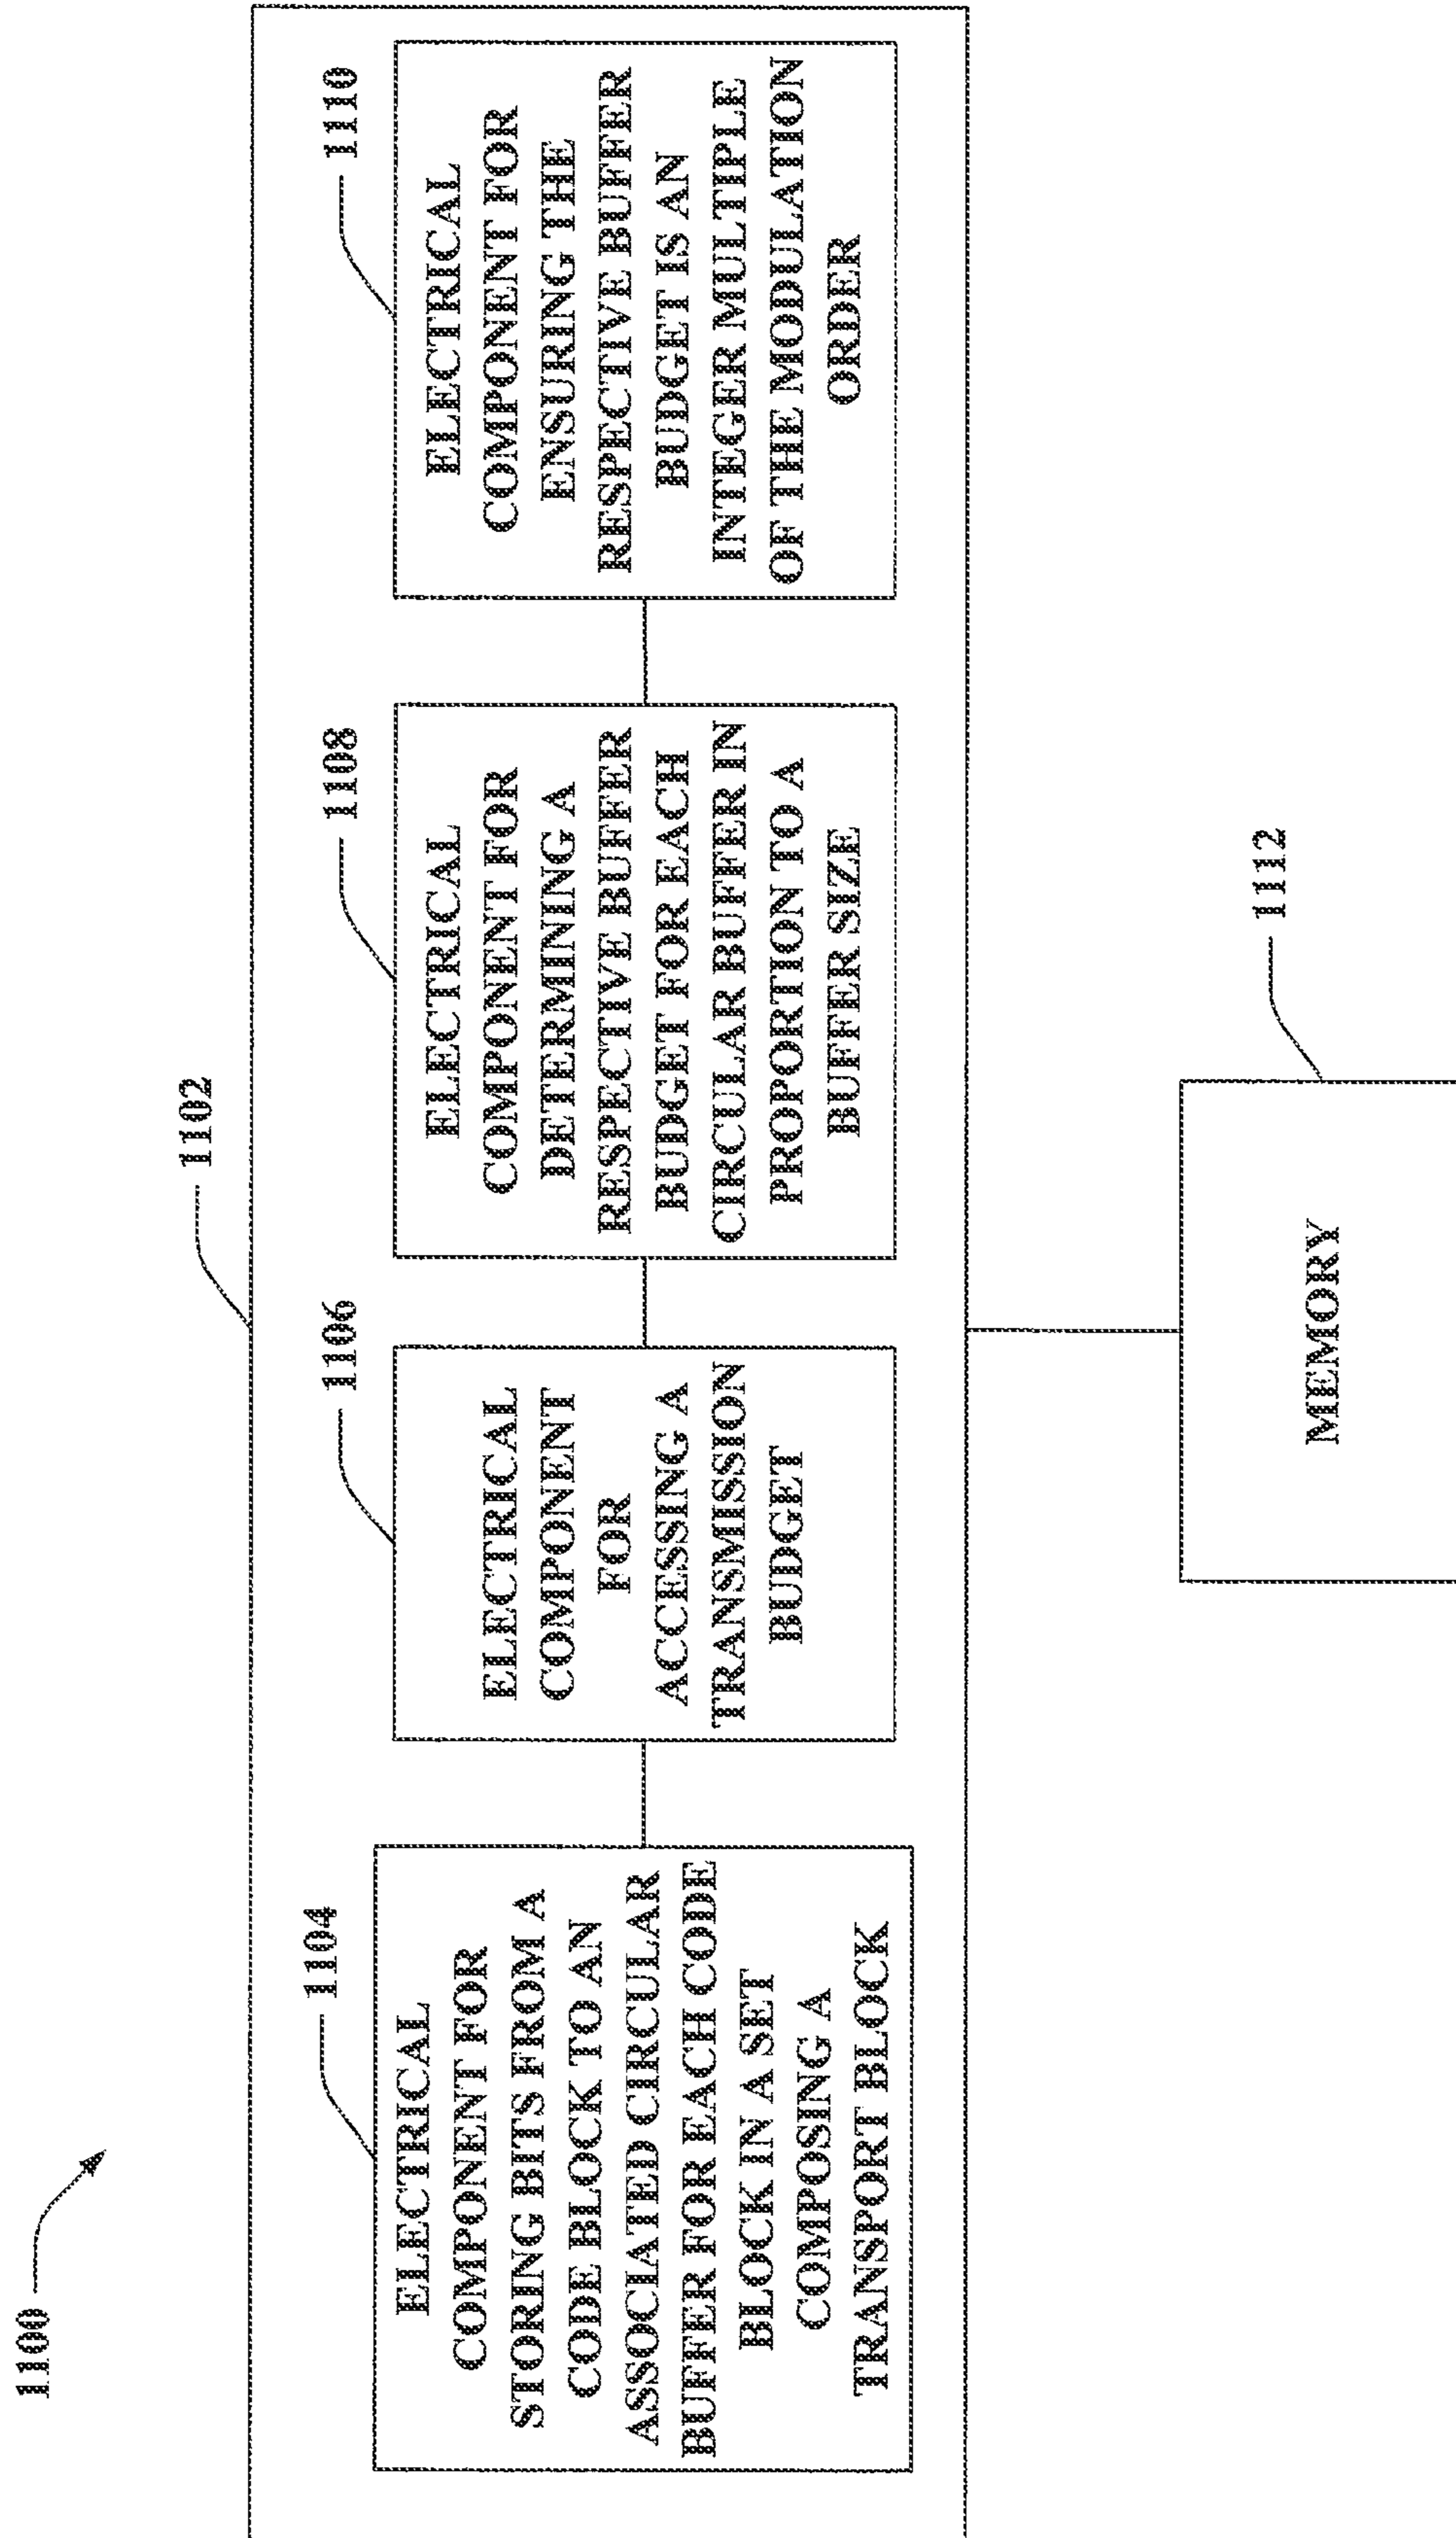 1100
1102
1104
ELECTRICAL
COMPONENT FOR
STORING BITS FROM A
CODE BLOCK TO AN
ASSOCIATED CIRCULAR
BUFFER FOR EACH CODE
BLOCK IN A SET
COMPOSING A
TRANSPORT BLOCK
1106
ELECTRICAL
COMPONENT
FOR
ACCESSING A
TRANSMISSION
BUDGET
1108
ELECTRICAL
COMPONENT FOR
DETERMINING A
RESPECTIVE BUFFER
BUDGET FOR EACH
CIRCULAR BUFFER IN
PROPORTION TO A
BUFFER SIZE
1110
ELECTRICAL
COMPONENT FOR
ENSURING THE
RESPECTIVE BUFFER
BUDGET IS AN
INTEGER MULTIPLE
OF THE MODULATION
ORDER
1112
MEMORY